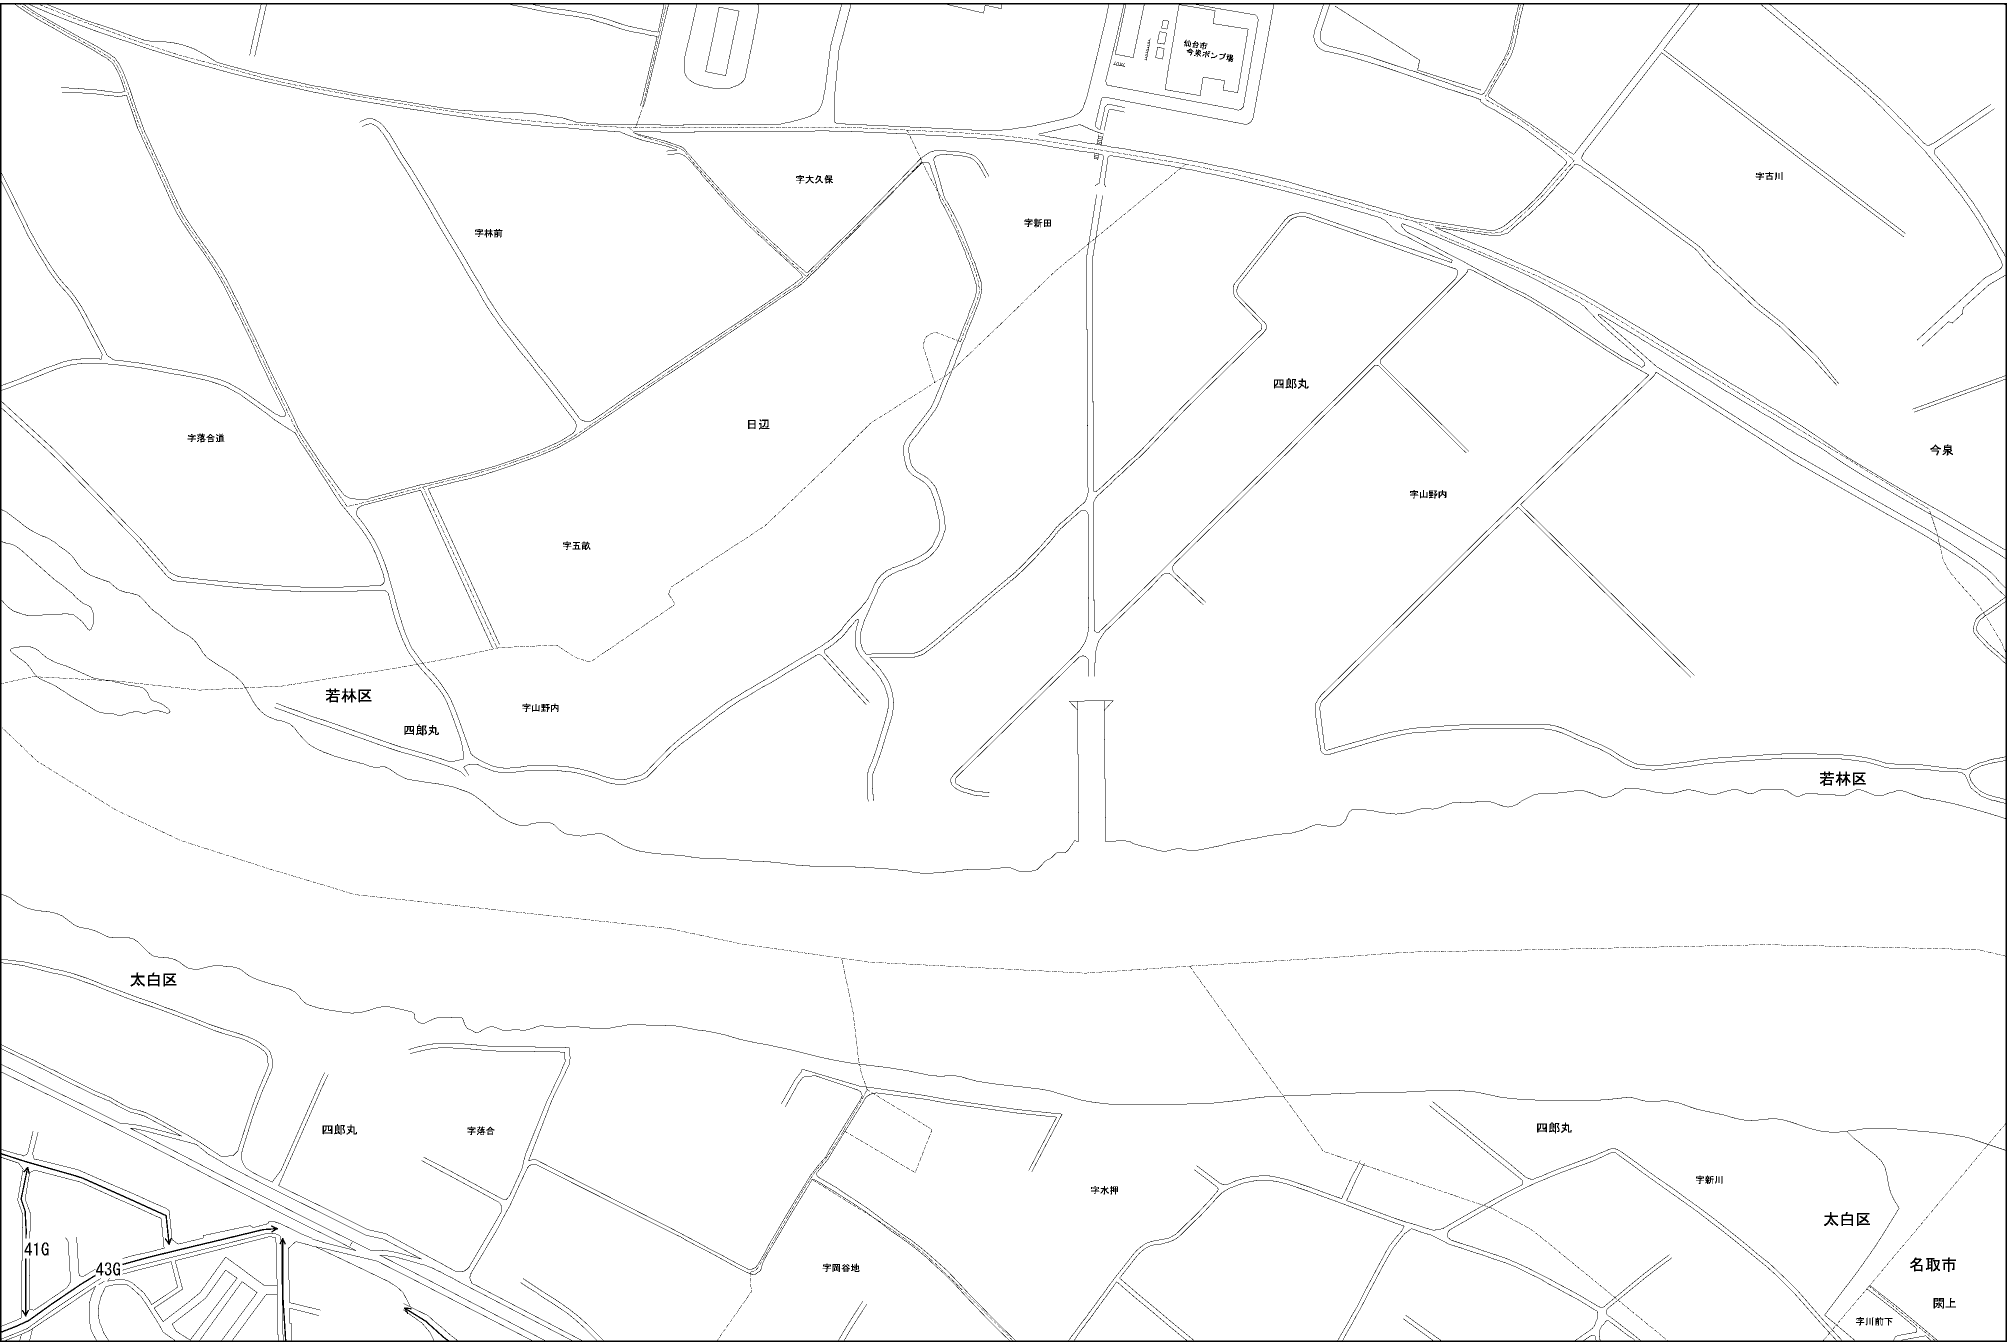 仙台市
今泉ポンプ場
字古川
字大久保
字新田
字林前
四郎丸
日辺
字落合道
今泉
字山野内
字五畝
若林区
字山野内
四郎丸
若林区
太白区
四郎丸
字落合
四郎丸
字新川
字水押
太白区
41G
43G
字岡谷地
名取市
閖上
字川前下